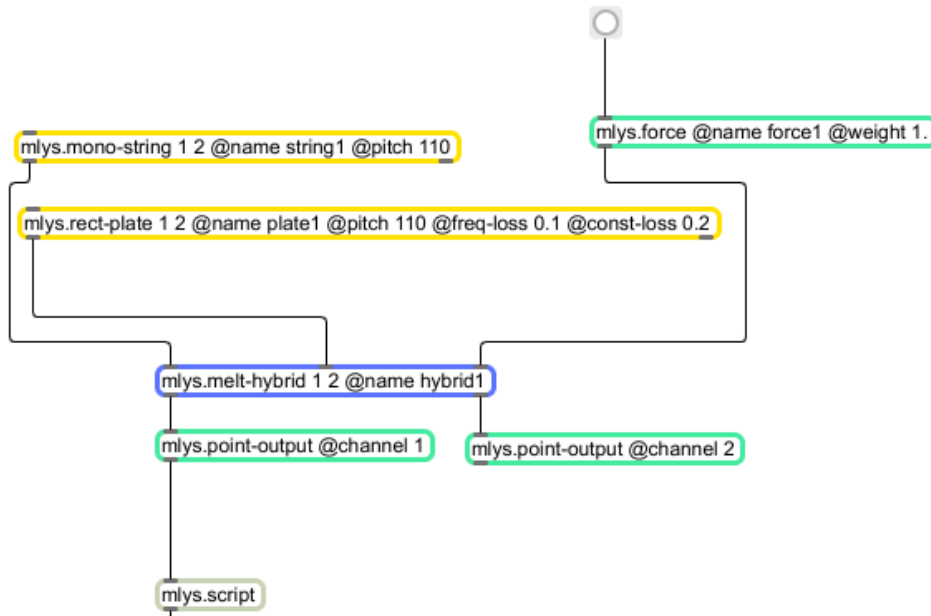 mlys.force @name force1 @weight 1.
mlys.mono-string 1 2 @name string1 @pitch 110
mlys.rect-plate 1 2 @name plate1 @pitch 110 @freq-loss 0.1 @const-loss 0.2
mlys.melt-hybrid 1 2 @name hybrid1
mlys.point-output @channel 1
mlys.point-output @channel 2
mlys.script